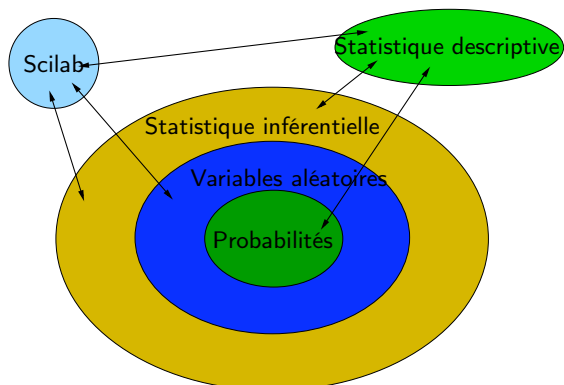 Scilab
Statistique descriptive
Statistique inférentielle
Variables aléatoires
Probabilités